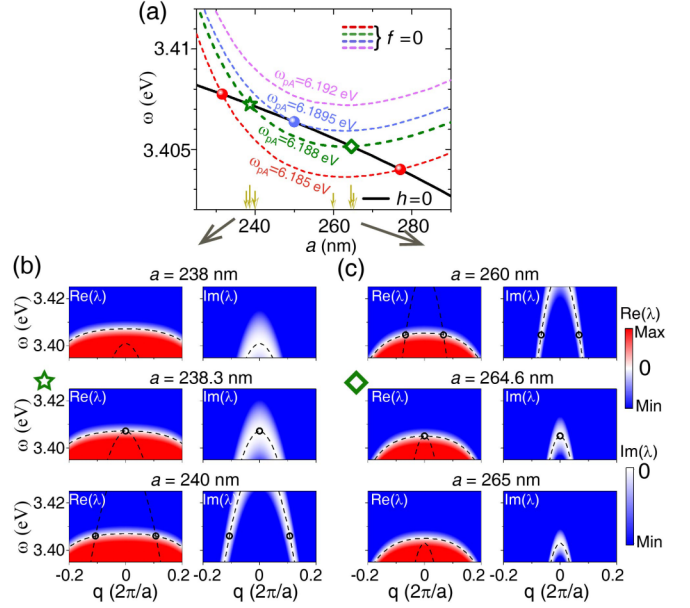 (a)
3.41
3.405
ω (eV)
f=0
ω_pA=6.192 eV
ω_pA=6.1895 eV
ω_pA=6.188 eV
ω_pA=6.185 eV
h=0
240 260 280
a (nm)
(b) (c)
a = 238 nm a = 260 nm
ω (eV) 3.42 3.40 Re(λ) Im(λ) Re(λ) Im(λ)
Re(λ)
Max
0
Min
a = 238.3 nm a = 264.6 nm
ω (eV) 3.42 3.40 Re(λ) Im(λ) Re(λ) Im(λ)
Im(λ)
0
Min
a = 240 nm a = 265 nm
ω (eV) 3.42 3.40 Re(λ) Im(λ) Re(λ) Im(λ)
-0.2 0 0.2 0 0.2 -0.2 0 0.2 0 0.2
q (2π/a) q (2π/a) q (2π/a) q (2π/a)